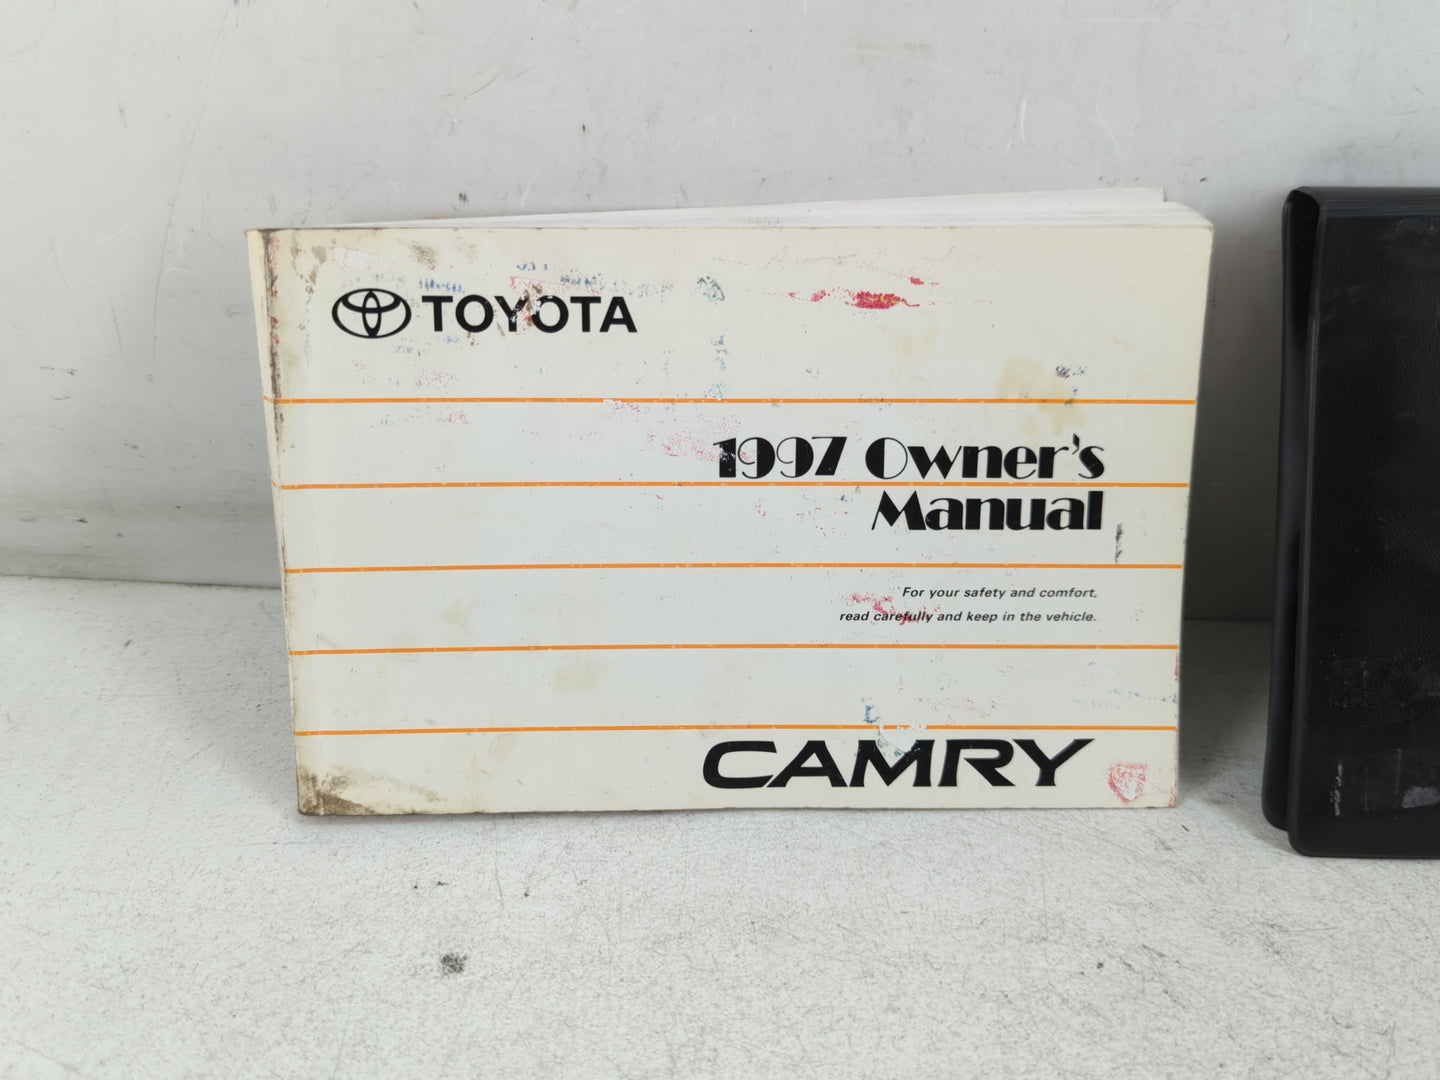 TOYOTA
1997 Owner's
Manual
For your safety and comfort,
read carefully and keep in the vehicle.
CAMRY